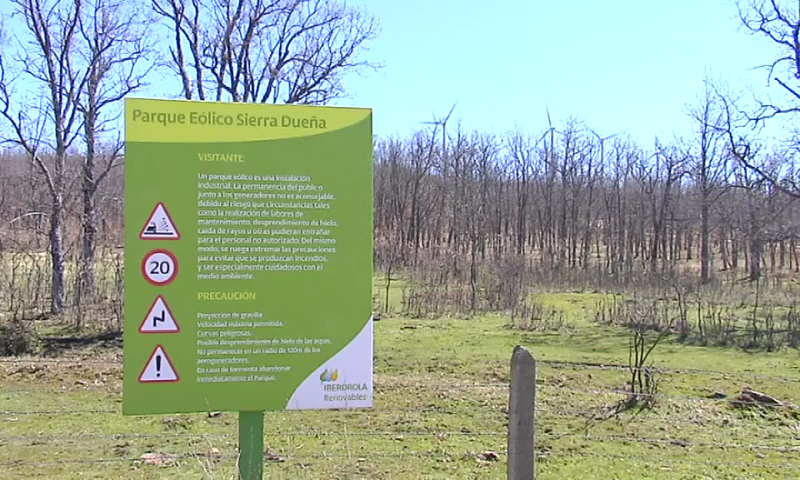 Parque Eólico Sierra Dueña
VISITANTE
Un parque eólico es una instalación
industrial. La permanencia del público
junto a los generadores no es aconsejable,
debido al riesgo que circunstancias tales
como la realización de labores de
mantenimiento, desprendimiento de hielo,
caída de rayos u otras pudieran entrañar
para el personal no autorizado. Del mismo
modo, se ruega extremar las precauciones
para evitar que se produzcan incendios,
y ser especialmente cuidadosos con el
medio ambiente.
20
PRECAUCIÓN
Proyección de gravilla.
Velocidad máxima permitida.
Curvas peligrosas.
Posible desprendimiento de hielo de las aspas.
No permanecer en un radio de 120m de los
aerogeneradores.
En caso de tormenta abandonar
inmediatamente el Parque.
IBERDROLA
Renovables